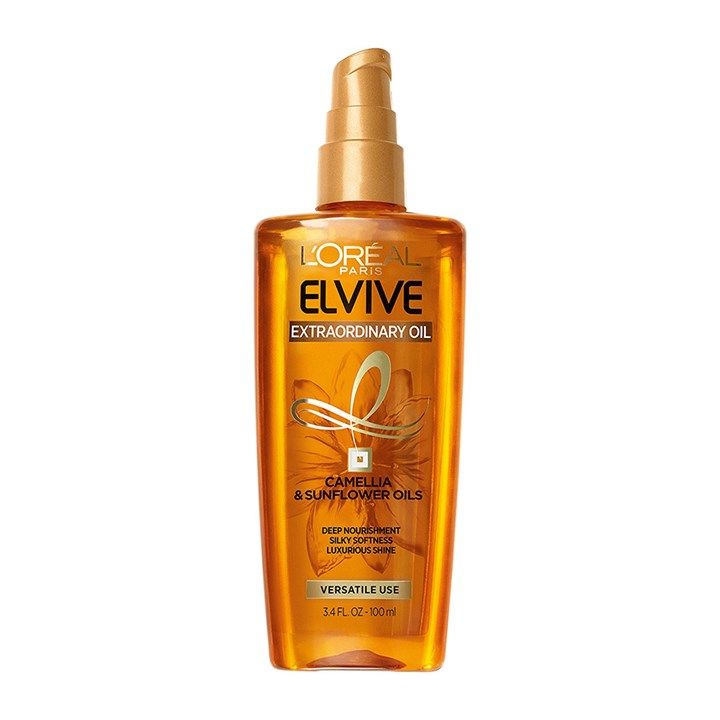 L'ORÉAL
PARIS
ELVIVE
EXTRAORDINARY OIL
CAMELLIA
& SUNFLOWER OILS
DEEP NOURISHMENT
SILKY SOFTNESS
LUXURIOUS SHINE
VERSATILE USE
3.4 FL. OZ - 100 ml